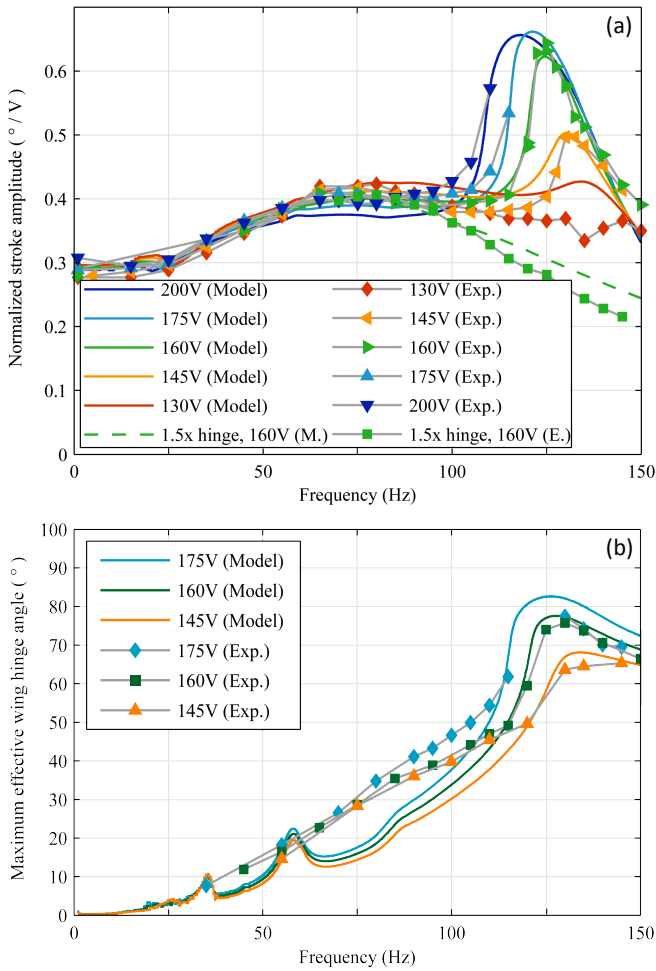 (a)
Normalized stroke amplitude ( ° / V )
0.6
0.5
0.4
0.3
0.2
0.1
0
200V (Model)
175V (Model)
160V (Model)
145V (Model)
130V (Model)
1.5x hinge, 160V (M.)
130V (Exp.)
145V (Exp.)
160V (Exp.)
175V (Exp.)
200V (Exp.)
1.5x hinge, 160V (E.)
0 50 100 150
Frequency (Hz)
(b)
Maximum effective wing hinge angle ( ° )
100
90
80
70
60
50
40
30
20
10
0
175V (Model)
160V (Model)
145V (Model)
175V (Exp.)
160V (Exp.)
145V (Exp.)
0 50 100 150
Frequency (Hz)